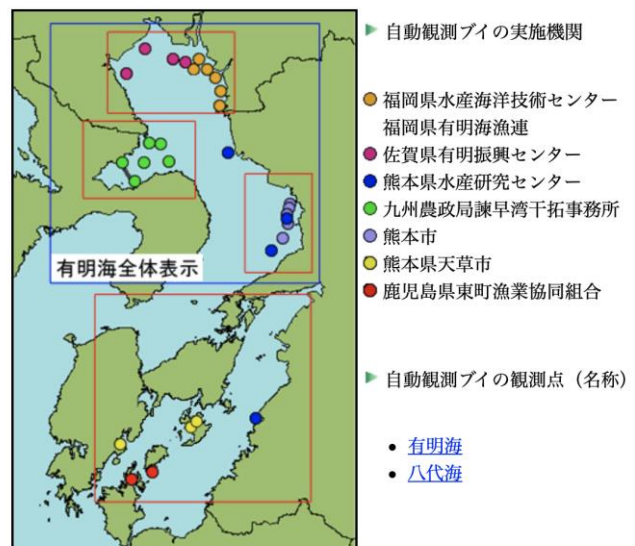 有明海全体表示
自動観測ブイの実施機関
福岡県水産海洋技術センター
福岡県有明海漁連
佐賀県有明振興センター
熊本県水産研究センター
九州農政局諫早湾干拓事務所
熊本市
熊本県天草市
鹿児島県東町漁業協同組合
自動観測ブイの観測点（名称）
有明海
八代海